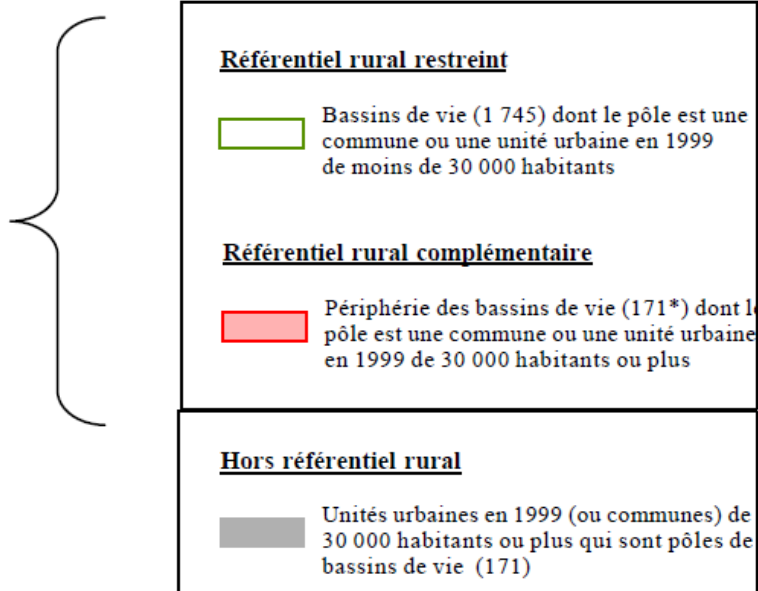 Référentiel rural restreint
Bassins de vie (1 745) dont le pôle est une
commune ou une unité urbaine en 1999
de moins de 30 000 habitants
Référentiel rural complémentaire
Périphérie des bassins de vie (171*) dont l
pôle est une commune ou une unité urbaine
en 1999 de 30 000 habitants ou plus
Hors référentiel rural
Unités urbaines en 1999 (ou communes) de
30 000 habitants ou plus qui sont pôles de
bassins de vie (171)